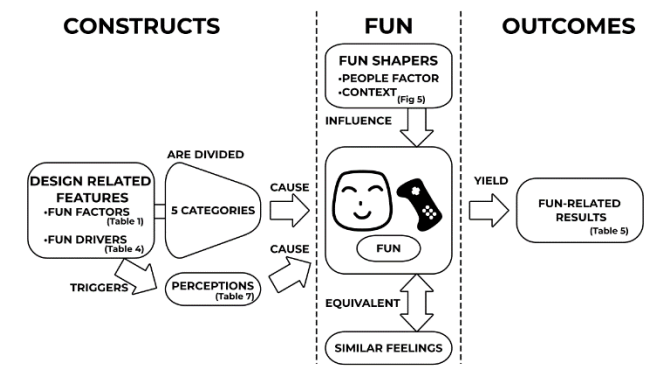 CONSTRUCTS
FUN
OUTCOMES
FUN SHAPERS
•PEOPLE FACTOR
•CONTEXT
(Fig 5)
INFLUENCE
ARE DIVIDED
DESIGN RELATED
FEATURES
•FUN FACTORS
(Table 1)
•FUN DRIVERS
(Table 4)
5 CATEGORIES
CAUSE
CAUSE
TRIGGERS
PERCEPTIONS
(Table 7)
FUN
YIELD
FUN-RELATED
RESULTS
(Table 5)
EQUIVALENT
SIMILAR FEELINGS